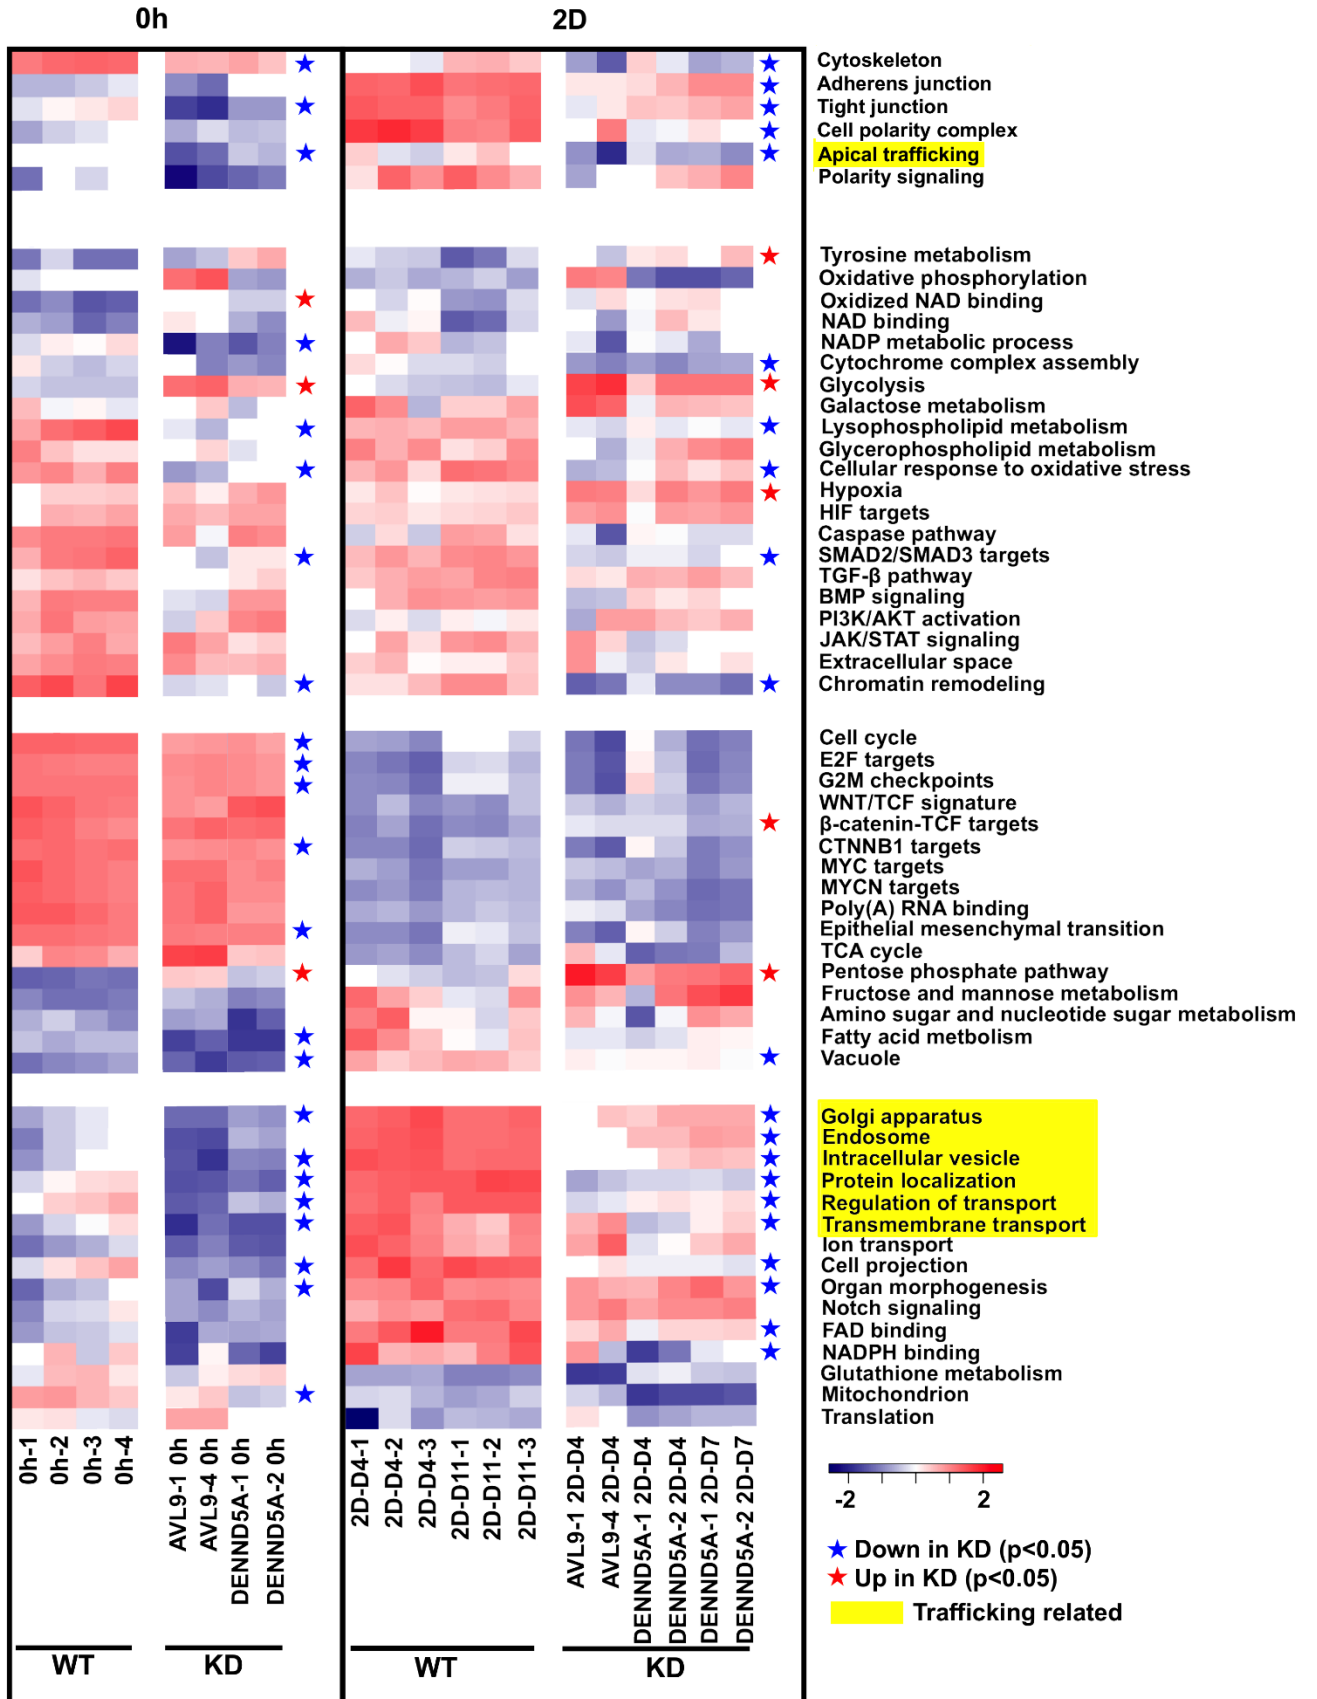 0h
2D
Cytoskeleton
Adherens junction
Tight junction
Cell polarity complex
Apical trafficking
Polarity signaling
Tyrosine metabolism
Oxidative phosphorylation
Oxidized NAD binding
NAD binding
NADP metabolic process
Cytochrome complex assembly
Glycolysis
Galactose metabolism
Lysophospholipid metabolism
Glycerophospholipid metabolism
Cellular response to oxidative stress
Hypoxia
HIF targets
Caspase pathway
SMAD2/SMAD3 targets
TGF-β pathway
BMP signaling
PI3K/AKT activation
JAK/STAT signaling
Extracellular space
Chromatin remodeling
Cell cycle
E2F targets
G2M checkpoints
WNT/TCF signature
β-catenin-TCF targets
CTNNB1 targets
MYC targets
MYCN targets
Poly(A) RNA binding
Epithelial mesenchymal transition
TCA cycle
Pentose phosphate pathway
Fructose and mannose metabolism
Amino sugar and nucleotide sugar metabolism
Fatty acid metbolism
Vacuole
Golgi apparatus
Endosome
Intracellular vesicle
Protein localization
Regulation of transport
Transmembrane transport
Ion transport
Cell projection
Organ morphogenesis
Notch signaling
FAD binding
NADPH binding
Glutathione metabolism
Mitochondrion
Translation
0h-1
0h-2
0h-3
0h-4
AVL9-1 0h
AVL9-4 0h
DENND5A-1 0h
DENND5A-2 0h
2D-D4-1
2D-D4-2
2D-D4-3
2D-D11-1
2D-D11-2
2D-D11-3
AVL9-1 2D-D4
AVL9-4 2D-D4
DENND5A-1 2D-D4
DENND5A-2 2D-D4
DENND5A-1 2D-D7
DENND5A-2 2D-D7
-2 2
Down in KD (p<0.05)
Up in KD (p<0.05)
Trafficking related
WT
KD
WT
KD